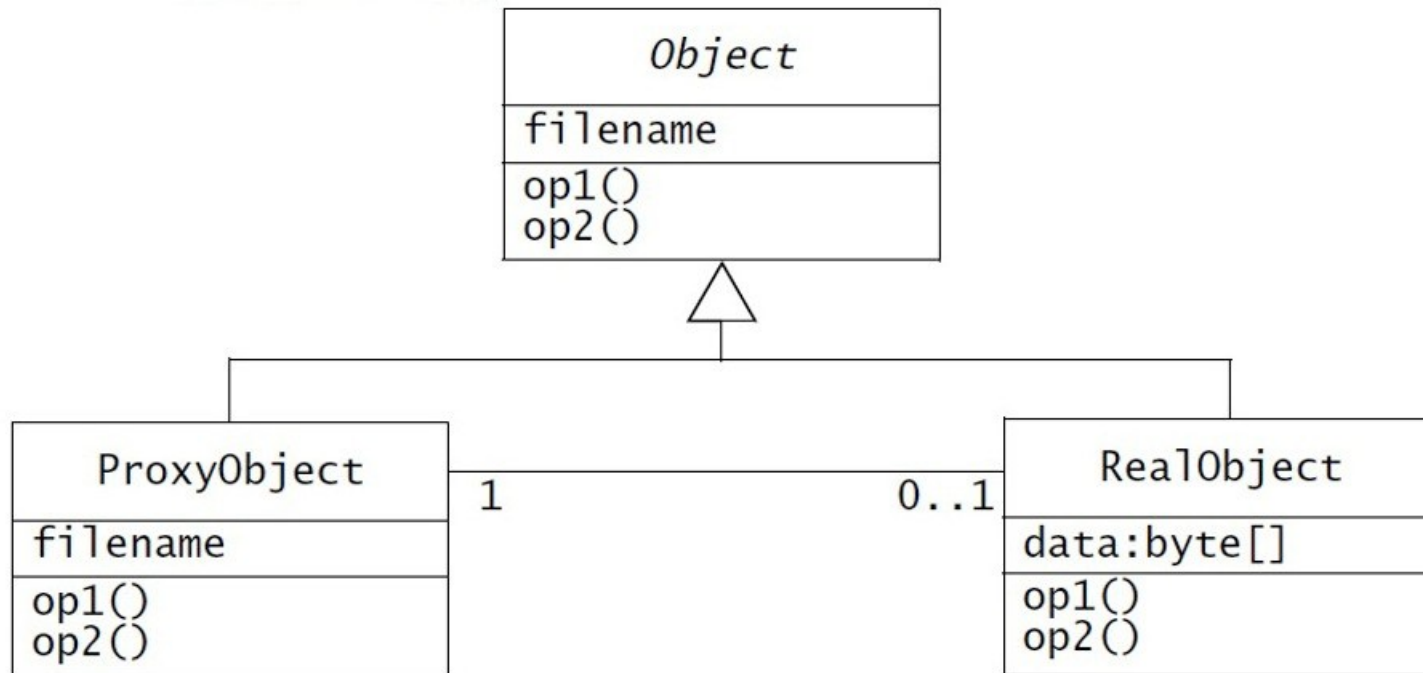 Object
filename
op1()
op2()
ProxyObject
1
0..1
RealObject
filename
data:byte[]
op1()
op2()
op1()
op2()